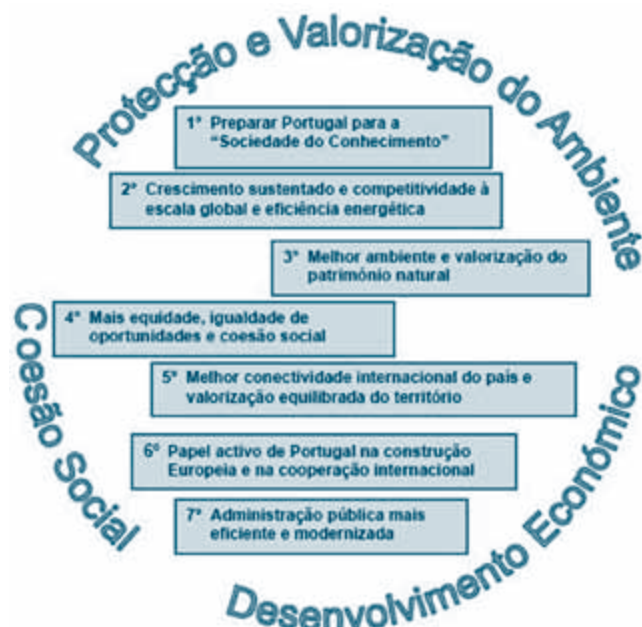 Protecção e Valorização do Ambiente
1º Preparar Portugal para a
“Sociedade do Conhecimento”
2º Crescimento sustentado e competitividade à
escala global e eficiência energética
3º Melhor ambiente e valorização do
património natural
4º Mais equidade, igualdade de
oportunidades e coesão social
5º Melhor conectividade internacional do país e
valorização equilibrada do território
6º Papel activo de Portugal na construção
Europeia e na cooperação internacional
7º Administração pública mais
eficiente e modernizada
Coesão Social
Desenvolvimento Económico